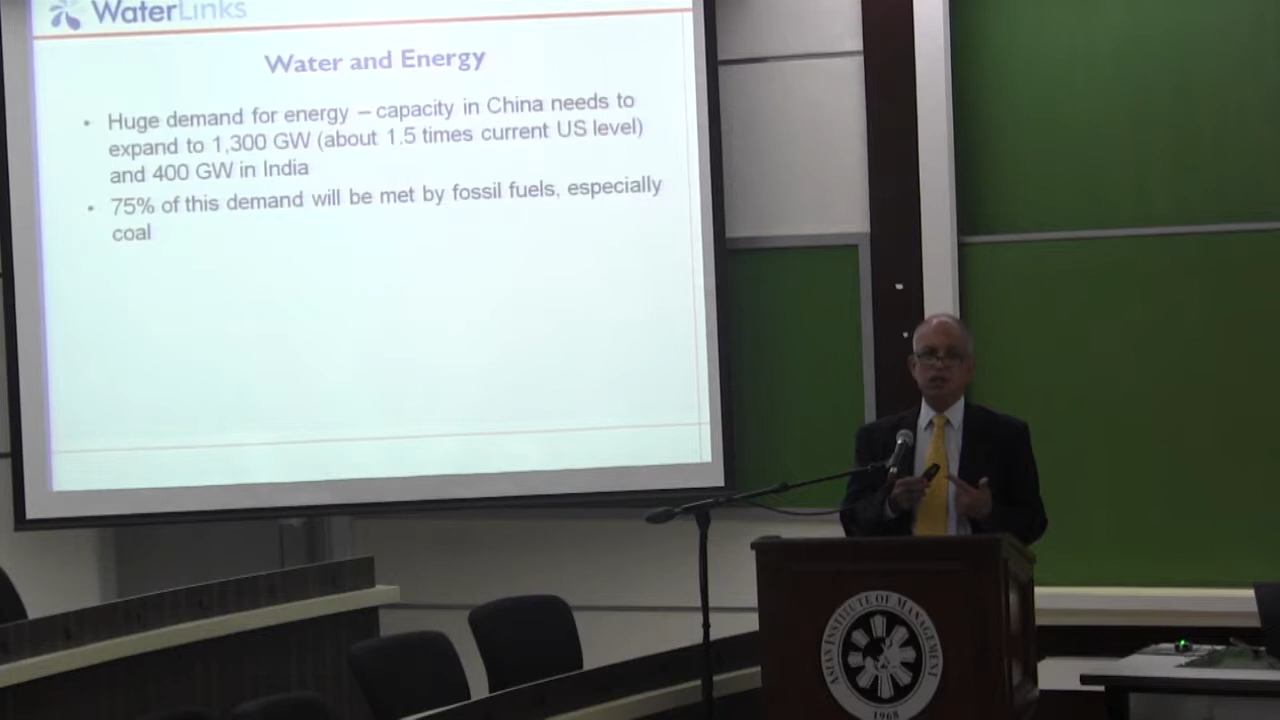 WaterLinks
Water and Energy
• Huge demand for energy – capacity in China needs to
expand to 1,300 GW (about 1.5 times current US level)
and 400 GW in India
• 75% of this demand will be met by fossil fuels, especially
coal
ASIAN INSTITUTE OF MANAGEMENT
1968